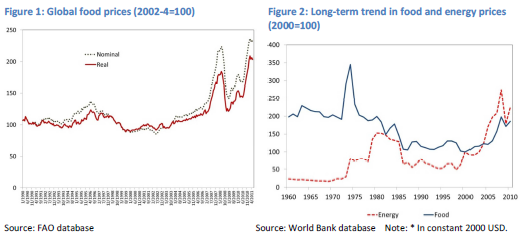 Figure 1: Global food prices (2002-4=100)
250
200
150
100
50
0
Nominal
Real
Source: FAO database
Figure 2: Long-term trend in food and energy prices
(2000=100)
400
350
300
250
200
150
100
50
0
1960 1965 1970 1975 1980 1985 1990 1995 2000 2005 2010
Energy Food
Source: World Bank database Note: * In constant 2000 USD.